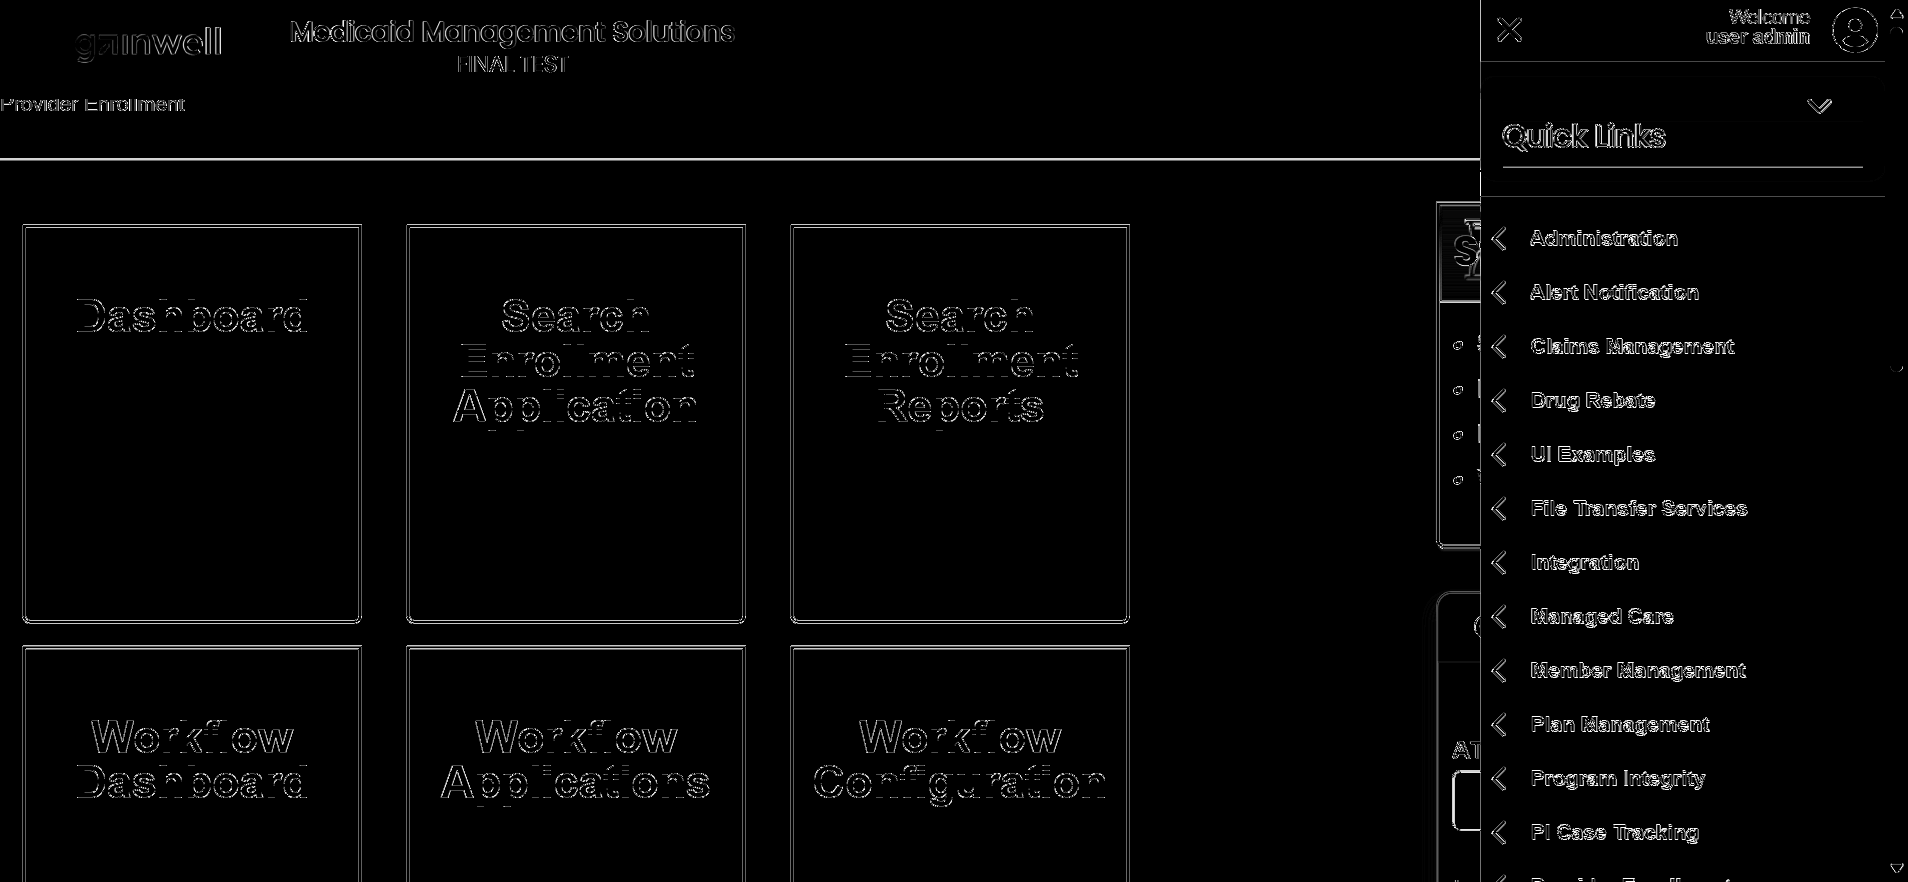 gainwell
Medicaid Management Solutions
FINAL TEST
Provider Enrollment
Dashboard
Search
Enrollment
Application
Search
Enrollment
Reports
Workflow
Dashboard
Workflow
Applications
Workflow
Configuration
Welcome
user admin
Quick Links
Administration
Alert Notification
Claims Management
Drug Rebate
UI Examples
File Transfer Services
Integration
Managed Care
Member Management
Plan Management
Program Integrity
PI Case Tracking